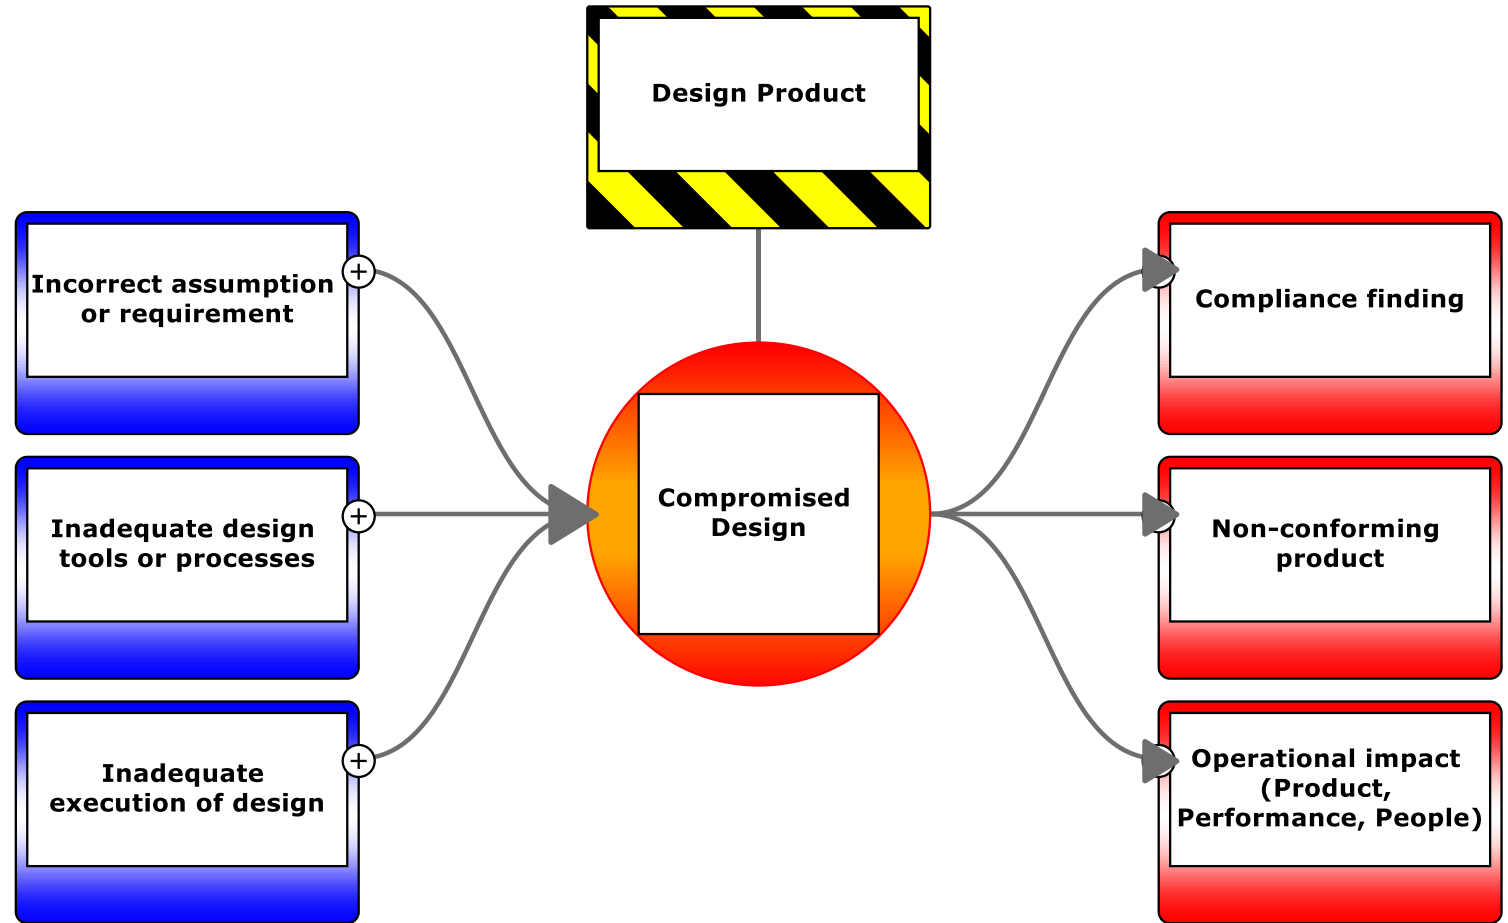 Design Product
Incorrect assumption
or requirement
Inadequate design
tools or processes
Inadequate
execution of design
Compromised
Design
Compliance finding
Non-conforming
product
Operational impact
(Product,
Performance, People)